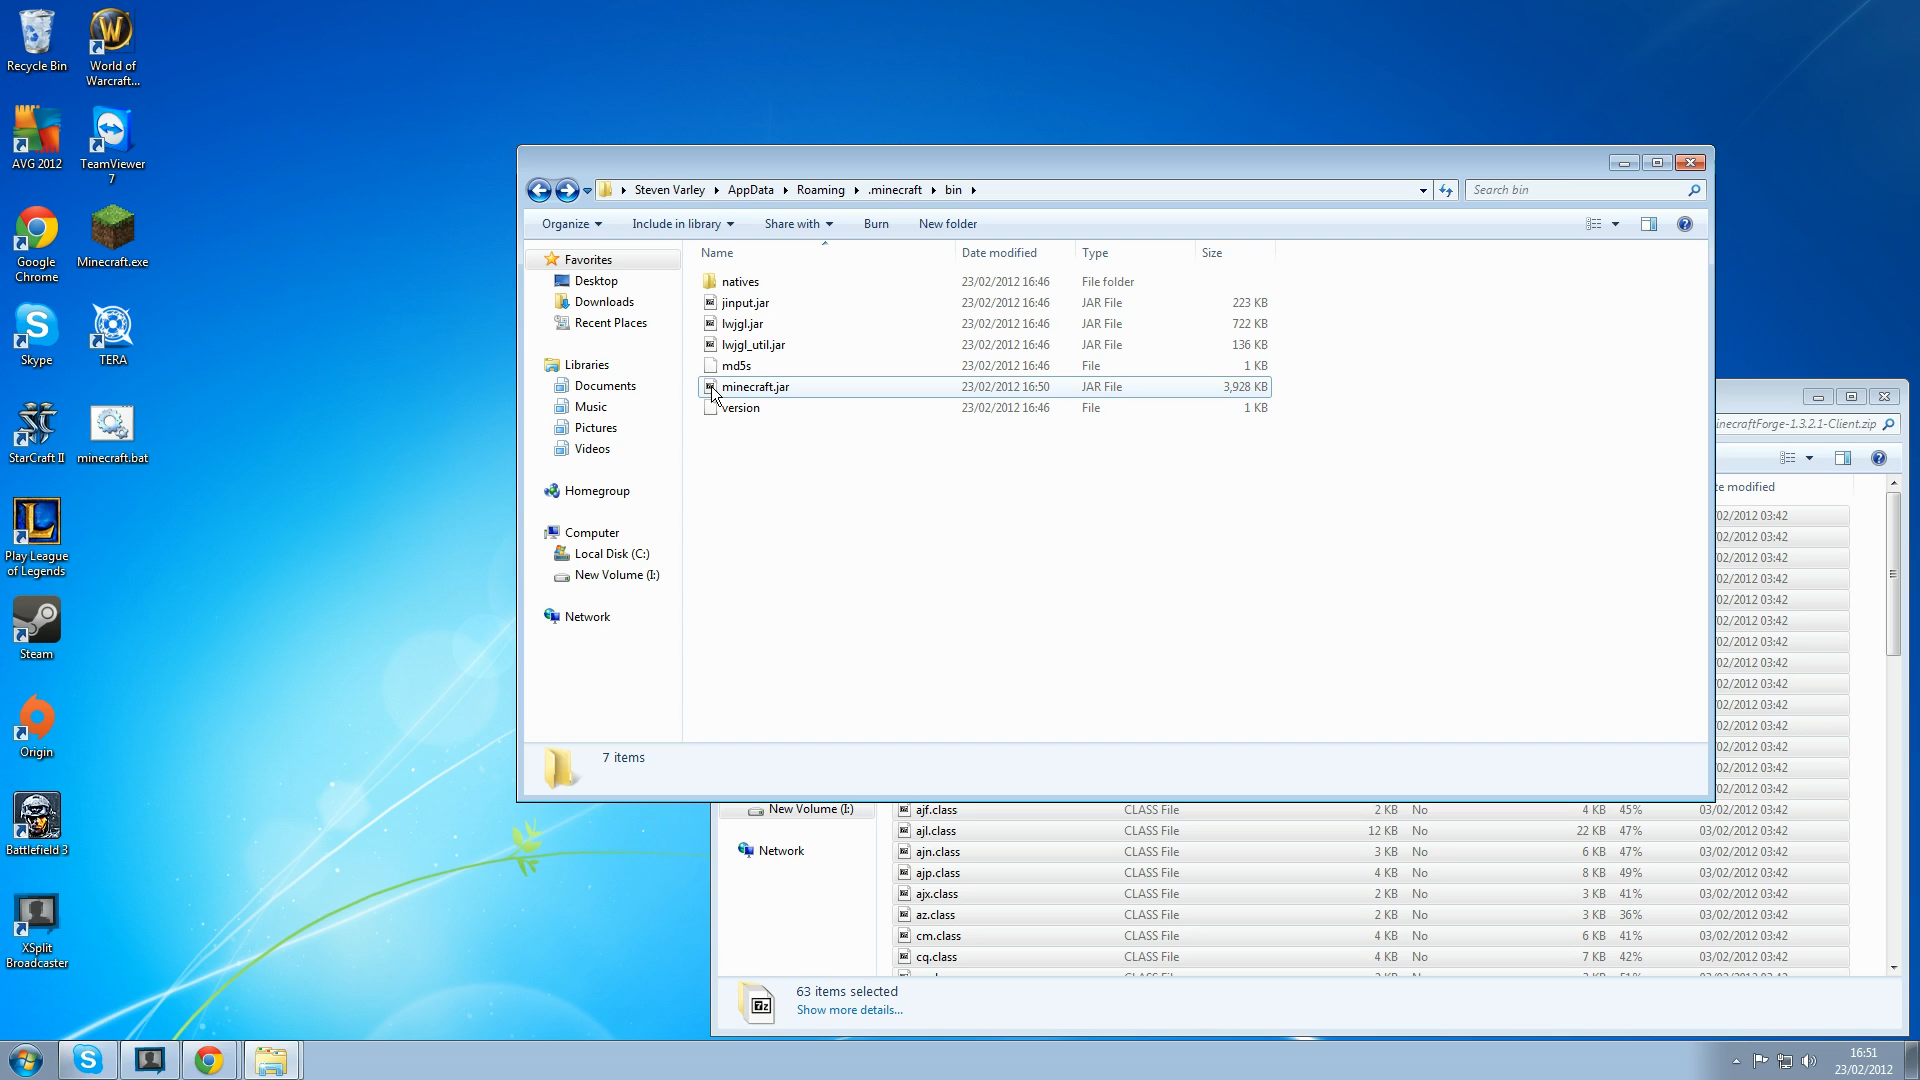 Recycle Bin
World of
Warcraft...
AVG 2012
TeamViewer
7
Google
Chrome
Minecraft.exe
Skype
TERA
StarCraft II
minecraft.bat
Play League
of Legends
Steam
Origin
Battlefield 3
XSplit
Broadcaster
Steven Varley AppData Roaming .minecraft bin
Search bin
Organize Include in library Share with Burn New folder
Name Date modified Type Size
Favorites
Desktop
Downloads
Recent Places
Libraries
Documents
Music
Pictures
Videos
Homegroup
Computer
Local Disk (C:)
New Volume (I:)
Network
natives 23/02/2012 16:46 File folder
jinput.jar 23/02/2012 16:46 JAR File 223 KB
lwjgl.jar 23/02/2012 16:46 JAR File 722 KB
lwjgl_util.jar 23/02/2012 16:46 JAR File 136 KB
md5s 23/02/2012 16:46 File 1 KB
minecraft.jar 23/02/2012 16:50 JAR File 3,928 KB
version 23/02/2012 16:46 File 1 KB
7 items
inecraftForge-1.3.2.1-Client.zip
te modified
02/2012 03:42
02/2012 03:42
02/2012 03:42
02/2012 03:42
02/2012 03:42
02/2012 03:42
02/2012 03:42
02/2012 03:42
02/2012 03:42
02/2012 03:42
02/2012 03:42
02/2012 03:42
02/2012 03:42
02/2012 03:42
New Volume (I:)
Network
ajf.class CLASS File 2 KB No 4 KB 45% 03/02/2012 03:42
ajl.class CLASS File 12 KB No 22 KB 47% 03/02/2012 03:42
ajn.class CLASS File 3 KB No 6 KB 47% 03/02/2012 03:42
ajp.class CLASS File 4 KB No 8 KB 49% 03/02/2012 03:42
ajx.class CLASS File 2 KB No 3 KB 41% 03/02/2012 03:42
az.class CLASS File 2 KB No 3 KB 36% 03/02/2012 03:42
cm.class CLASS File 4 KB No 6 KB 41% 03/02/2012 03:42
cq.class CLASS File 4 KB No 7 KB 42% 03/02/2012 03:42
63 items selected
Show more details...
16:51
23/02/2012